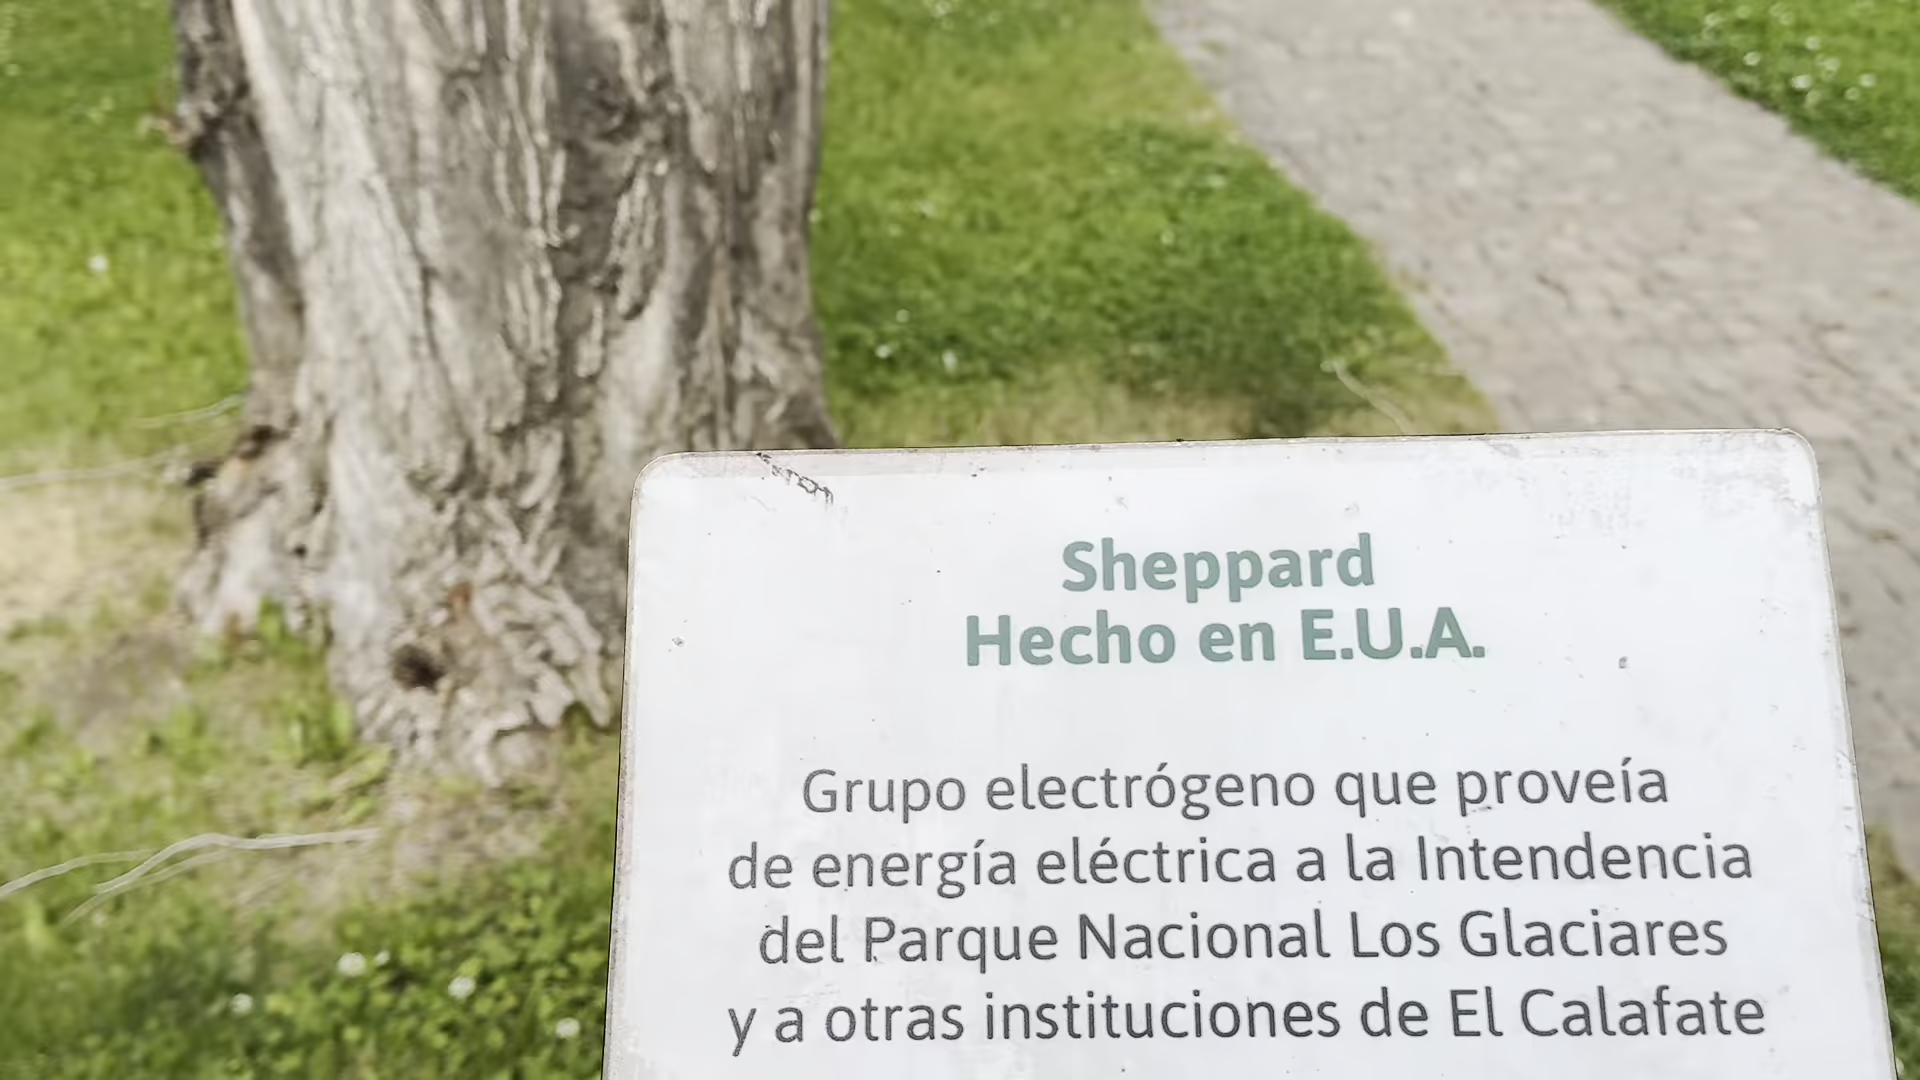 Sheppard
Hecho en E.U.A.
Grupo electrógeno que proveía
de energía eléctrica a la Intendencia
del Parque Nacional Los Glaciares
y a otras instituciones de El Calafate